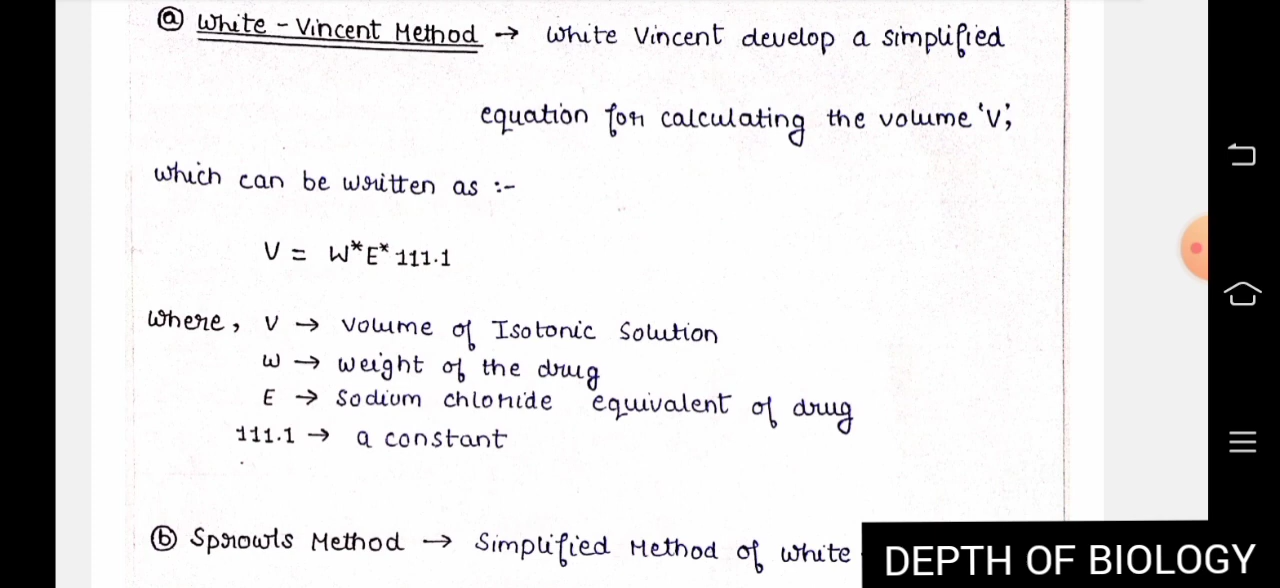 ⓐ White - Vincent Method → White Vincent develop a simplified
equation for calculating the volume 'V',
which can be written as :-
V = W*E* 111.1
where, V → Volume of Isotonic Solution
W → weight of the drug
E → Sodium chloride equivalent of drug
111.1 → a constant
ⓑ Sprowls Method → Simplified Method of white
DEPTH OF BIOLOGY